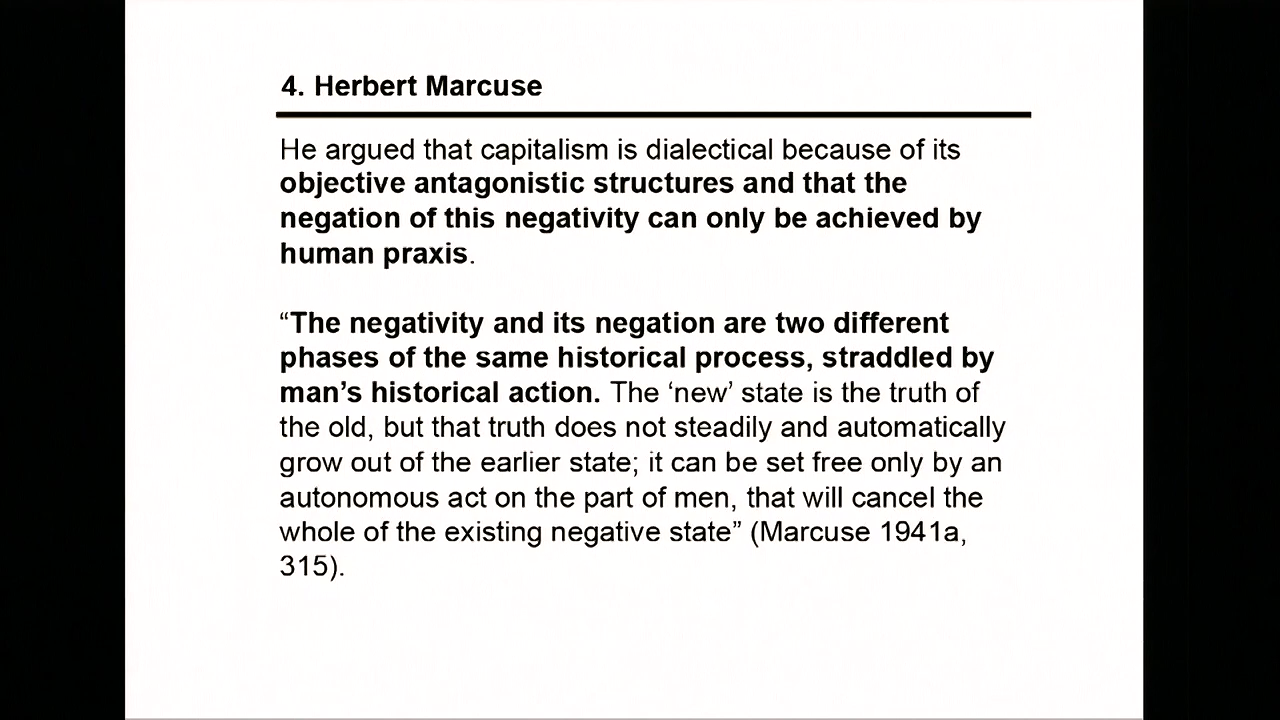 4. Herbert Marcuse
He argued that capitalism is dialectical because of its
objective antagonistic structures and that the
negation of this negativity can only be achieved by
human praxis.
“The negativity and its negation are two different
phases of the same historical process, straddled by
man’s historical action. The ‘new’ state is the truth of
the old, but that truth does not steadily and automatically
grow out of the earlier state; it can be set free only by an
autonomous act on the part of men, that will cancel the
whole of the existing negative state” (Marcuse 1941a,
315).